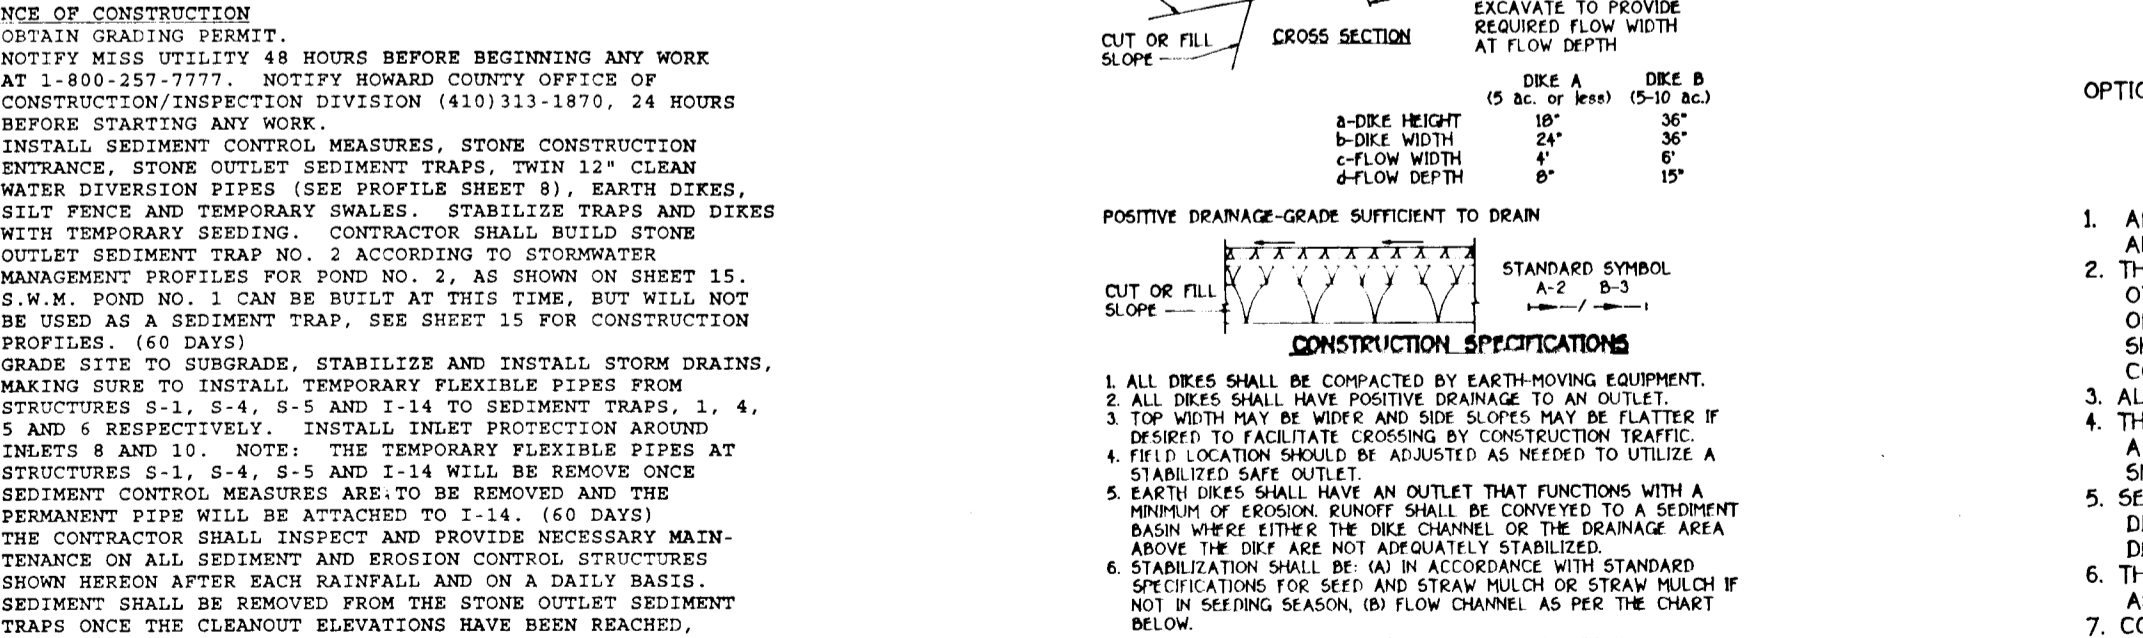 NCE OF CONSTRUCTION
OBTAIN GRADING PERMIT.
NOTIFY MISS UTILITY 48 HOURS BEFORE BEGINNING ANY WORK
AT 1-800-257-7777. NOTIFY HOWARD COUNTY OFFICE OF
CONSTRUCTION/INSPECTION DIVISION (410)313-1870, 24 HOURS
BEFORE STARTING ANY WORK.
INSTALL SEDIMENT CONTROL MEASURES, STONE CONSTRUCTION
ENTRANCE, STONE OUTLET SEDIMENT TRAPS, TWIN 12" CLEAN
WATER DIVERSION PIPES (SEE PROFILE SHEET 8), EARTH DIKES,
SILT FENCE AND TEMPORARY SWALES. STABILIZE TRAPS AND DIKES
WITH TEMPORARY SEEDING. CONTRACTOR SHALL BUILD STONE
OUTLET SEDIMENT TRAP NO. 2 ACCORDING TO STORMWATER
MANAGEMENT PROFILES FOR POND NO. 2, AS SHOWN ON SHEET 15.
S.W.M. POND NO. 1 CAN BE BUILT AT THIS TIME, BUT WILL NOT
BE USED AS A SEDIMENT TRAP, SEE SHEET 15 FOR CONSTRUCTION
PROFILES. (60 DAYS)
GRADE SITE TO SUBGRADE, STABILIZE AND INSTALL STORM DRAINS,
MAKING SURE TO INSTALL TEMPORARY FLEXIBLE PIPES FROM
STRUCTURES S-1, S-4, S-5 AND I-14 TO SEDIMENT TRAPS, 1, 4,
5 AND 6 RESPECTIVELY. INSTALL INLET PROTECTION AROUND
INLETS 8 AND 10. NOTE: THE TEMPORARY FLEXIBLE PIPES AT
STRUCTURES S-1, S-4, S-5 AND I-14 WILL BE REMOVE ONCE
SEDIMENT CONTROL MEASURES ARE TO BE REMOVED AND THE
PERMANENT PIPE WILL BE ATTACHED TO I-14. (60 DAYS)
THE CONTRACTOR SHALL INSPECT AND PROVIDE NECESSARY MAIN-
TENANCE ON ALL SEDIMENT AND EROSION CONTROL STRUCTURES
SHOWN HEREON AFTER EACH RAINFALL AND ON A DAILY BASIS.
SEDIMENT SHALL BE REMOVED FROM THE STONE OUTLET SEDIMENT
TRAPS ONCE THE CLEANOUT ELEVATIONS HAVE BEEN REACHED,
EXCAVATE TO PROVIDE
REQUIRED FLOW WIDTH
AT FLOW DEPTH
CUT OR FILL
SLOPE
CROSS SECTION
DIKE A DIKE B
(5 ac. or less) (5-10 ac.)
a-DIKE HEIGHT 18" 36"
b-DIKE WIDTH 24" 36"
c-FLOW WIDTH 4' 6'
d-FLOW DEPTH 8" 15"
POSITIVE DRAINAGE-GRADE SUFFICIENT TO DRAIN
CUT OR FILL
SLOPE
STANDARD SYMBOL
A-2 B-3
/
CONSTRUCTION SPECIFICATIONS
1. ALL DIKES SHALL BE COMPACTED BY EARTH-MOVING EQUIPMENT.
2. ALL DIKES SHALL HAVE POSITIVE DRAINAGE TO AN OUTLET.
3. TOP WIDTH MAY BE WIDER AND SIDE SLOPES MAY BE FLATTER IF
DESIRED TO FACILITATE CROSSING BY CONSTRUCTION TRAFFIC.
4. FIELD LOCATION SHOULD BE ADJUSTED AS NEEDED TO UTILIZE A
STABILIZED SAFE OUTLET.
5. EARTH DIKES SHALL HAVE AN OUTLET THAT FUNCTIONS WITH A
MINIMUM OF EROSION. RUNOFF SHALL BE CONVEYED TO A SEDIMENT
BASIN WHERE EITHER THE DIKE CHANNEL OR THE DRAINAGE AREA
ABOVE THE DIKE ARE NOT ADEQUATELY STABILIZED.
6. STABILIZATION SHALL BE: (A) IN ACCORDANCE WITH STANDARD
SPECIFICATIONS FOR SEED AND STRAW MULCH OR STRAW MULCH IF
NOT IN SEEDING SEASON, (B) FLOW CHANNEL AS PER THE CHART
BELOW.
OPTIO
1. A
A
2. TH
O
O
S
C
3. AL
4. TH
A
S
5. SE
D
D
6. TH
A
7. CO